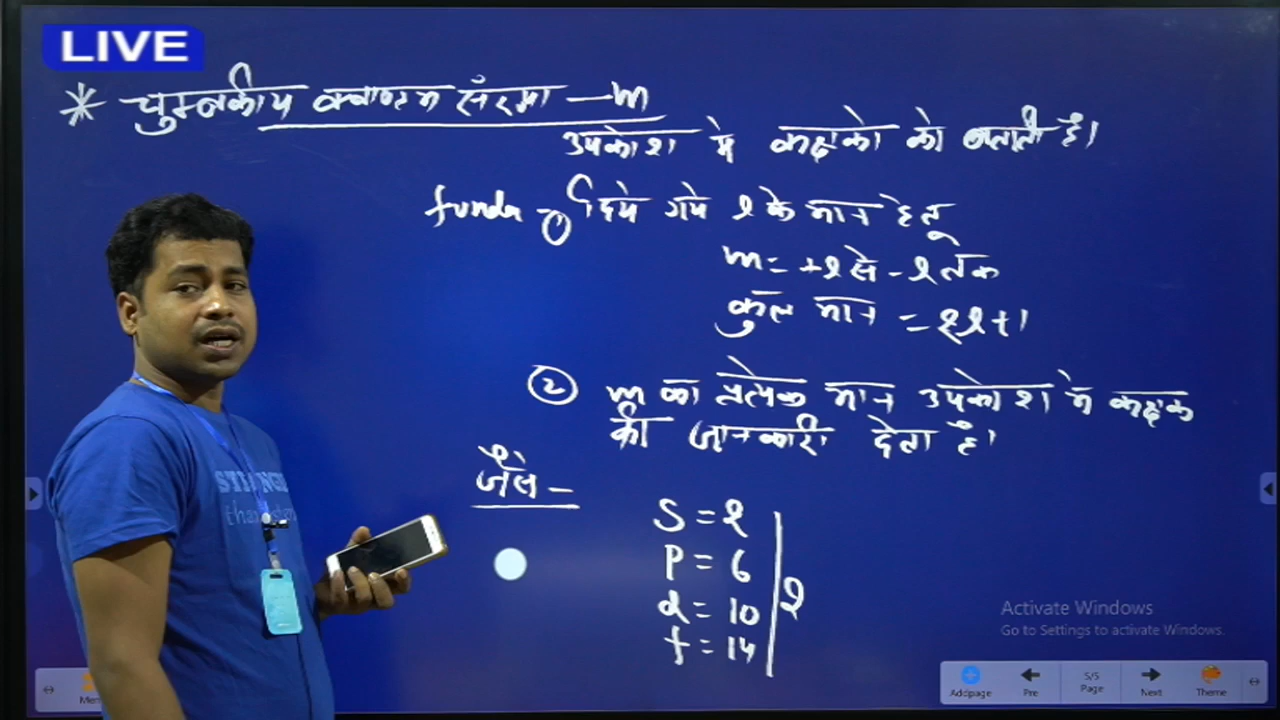 LIVE
* चुम्बकीय क्वाण्टम संख्या — m
उपकोश में कक्षको को बताती है।
funda → ① दिये गये l के मान हेतू
m = +l से -l तक
कुल मान = 2l+1
② m का प्रत्येक मान उपकोश में कक्षक
की जानकारी देता है।
जैसे -
S = 2
P = 6
d = 10
f = 14
2
Activate Windows
Go to Settings to activate Windows.
Addpage Pre 5/5 Page Next Theme